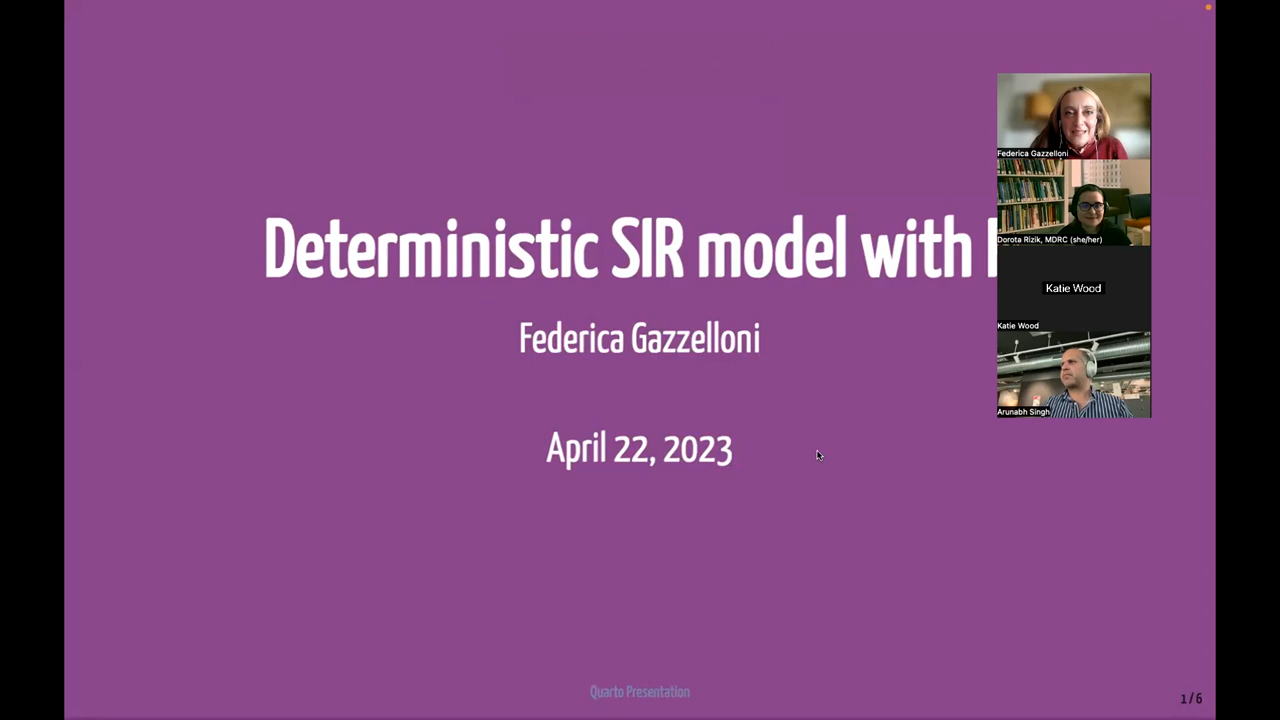 Deterministic SIR model with
Federica Gazzelloni
April 22, 2023
Quarto Presentation
1/6
Federica Gazzelloni
Dorota Rizik, MDRC (she/her)
Katie Wood
Katie Wood
Arunabh Singh